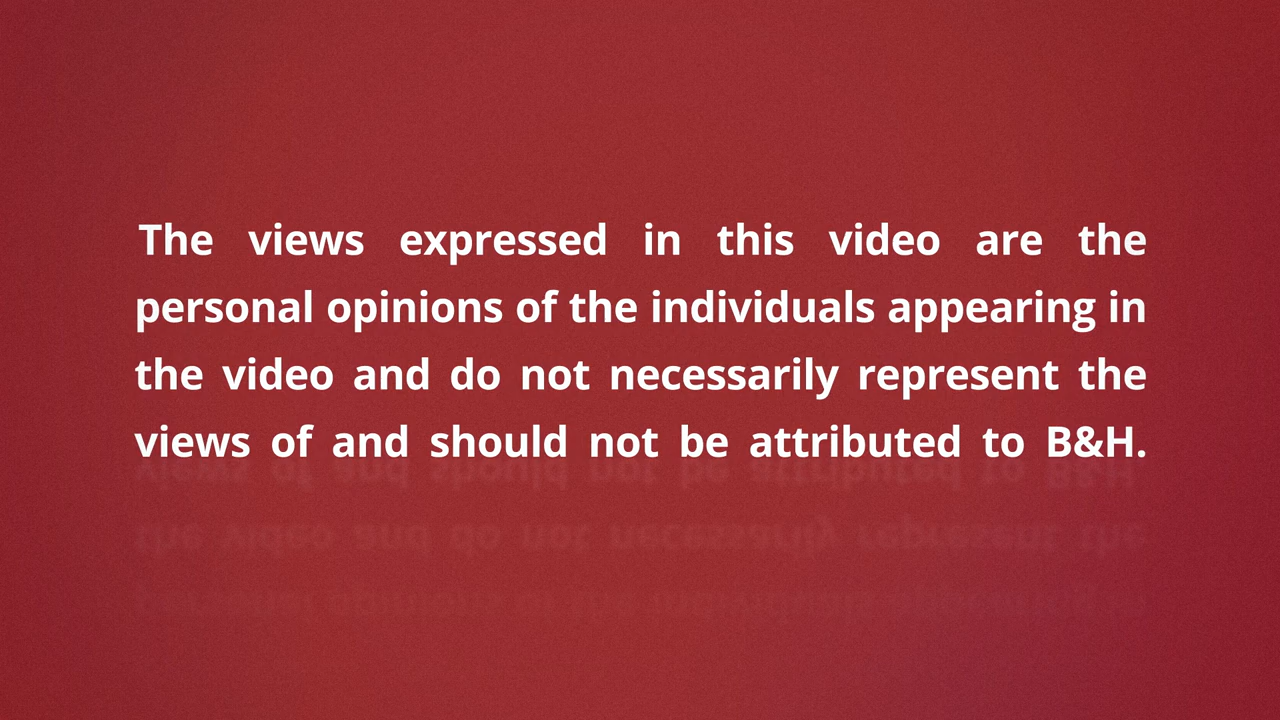 The views expressed in this video are the
personal opinions of the individuals appearing in
the video and do not necessarily represent the
views of and should not be attributed to B&H.